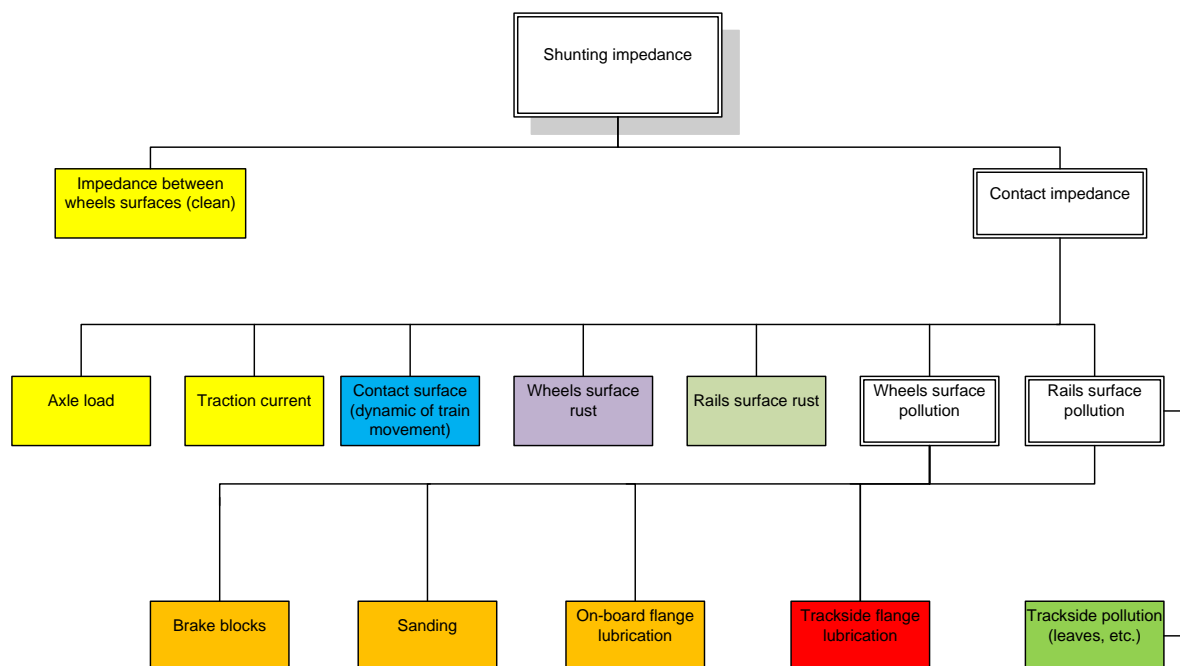 Shunting impedance
Impedance between
wheels surfaces (clean)
Contact impedance
Axle load
Traction current
Contact surface
(dynamic of train
movement)
Wheels surface
rust
Rails surface rust
Wheels surface
pollution
Rails surface
pollution
Brake blocks
Sanding
On-board flange
lubrication
Trackside flange
lubrication
Trackside pollution
(leaves, etc.)